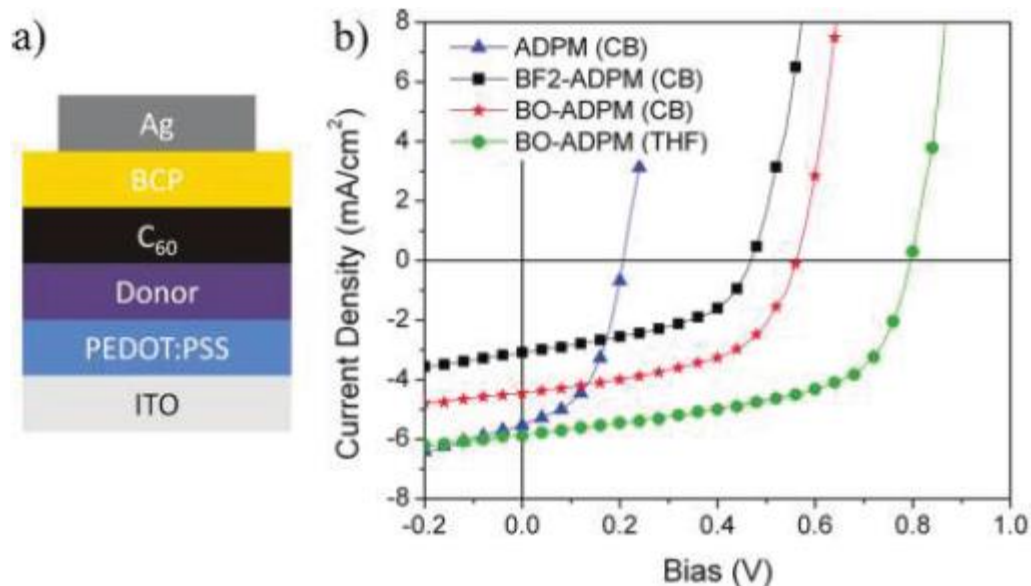 a)
Ag
BCP
C₆₀
Donor
PEDOT:PSS
ITO
b)
ADPM (CB)
BF2-ADPM (CB)
BO-ADPM (CB)
BO-ADPM (THF)
Current Density (mA/cm²)
8
6
4
2
0
-2
-4
-6
-8
-0.2 0.0 0.2 0.4 0.6 0.8 1.0
Bias (V)